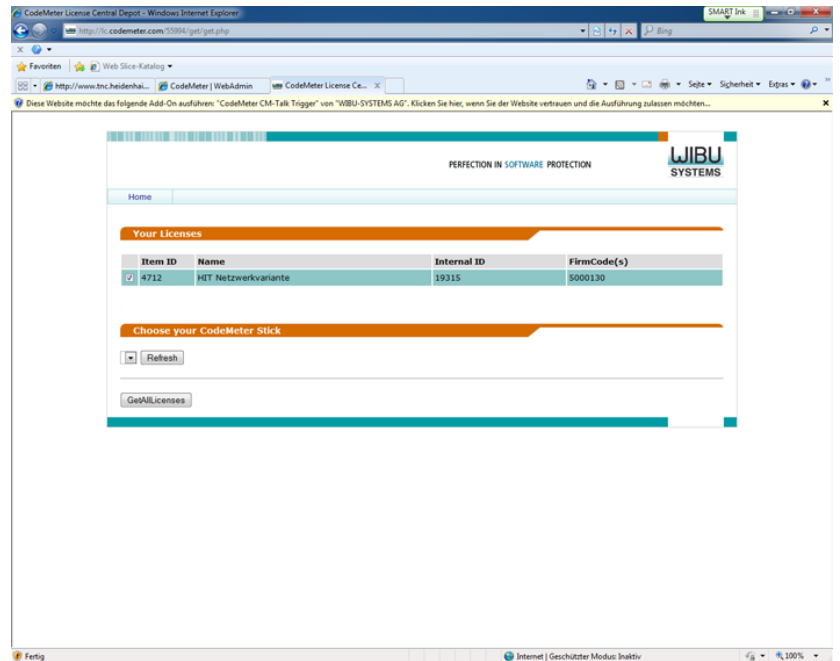 CodeMeter License Central Depot - Windows Internet Explorer
SMART Ink
http://lc.codemeter.com/55994/get/get.php
Bing
Favoriten Web Slice-Katalog
http://www.tnc.heidenhai... CodeMeter | WebAdmin CodeMeter License Ce... X
Seite Sicherheit Extras
Diese Website möchte das folgende Add-On ausführen: "CodeMeter CM-Talk Trigger" von "WIBU-SYSTEMS AG". Klicken Sie hier, wenn Sie der Website vertrauen und die Ausführung zulassen möchten...
PERFECTION IN SOFTWARE PROTECTION
WIBU
SYSTEMS
Home
Your Licenses
Item ID Name Internal ID FirmCode(s)
4712 HIT Netzwerkvariante 19315 5000130
Choose your CodeMeter Stick
Refresh
GetAllLicenses
Fertig
Internet | Geschützter Modus: Inaktiv
100%